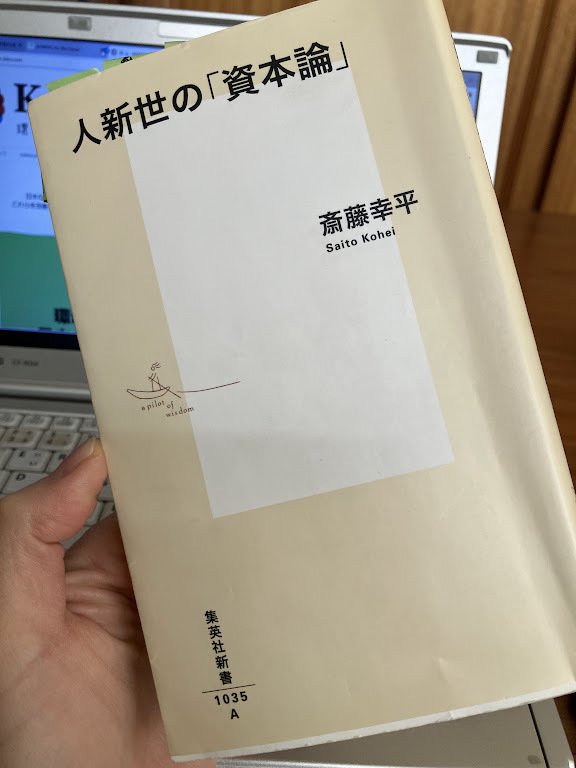 人新世の「資本論」
斎藤幸平
Saito Kohei
a pilot of
wisdom
集英社新書
1035
A